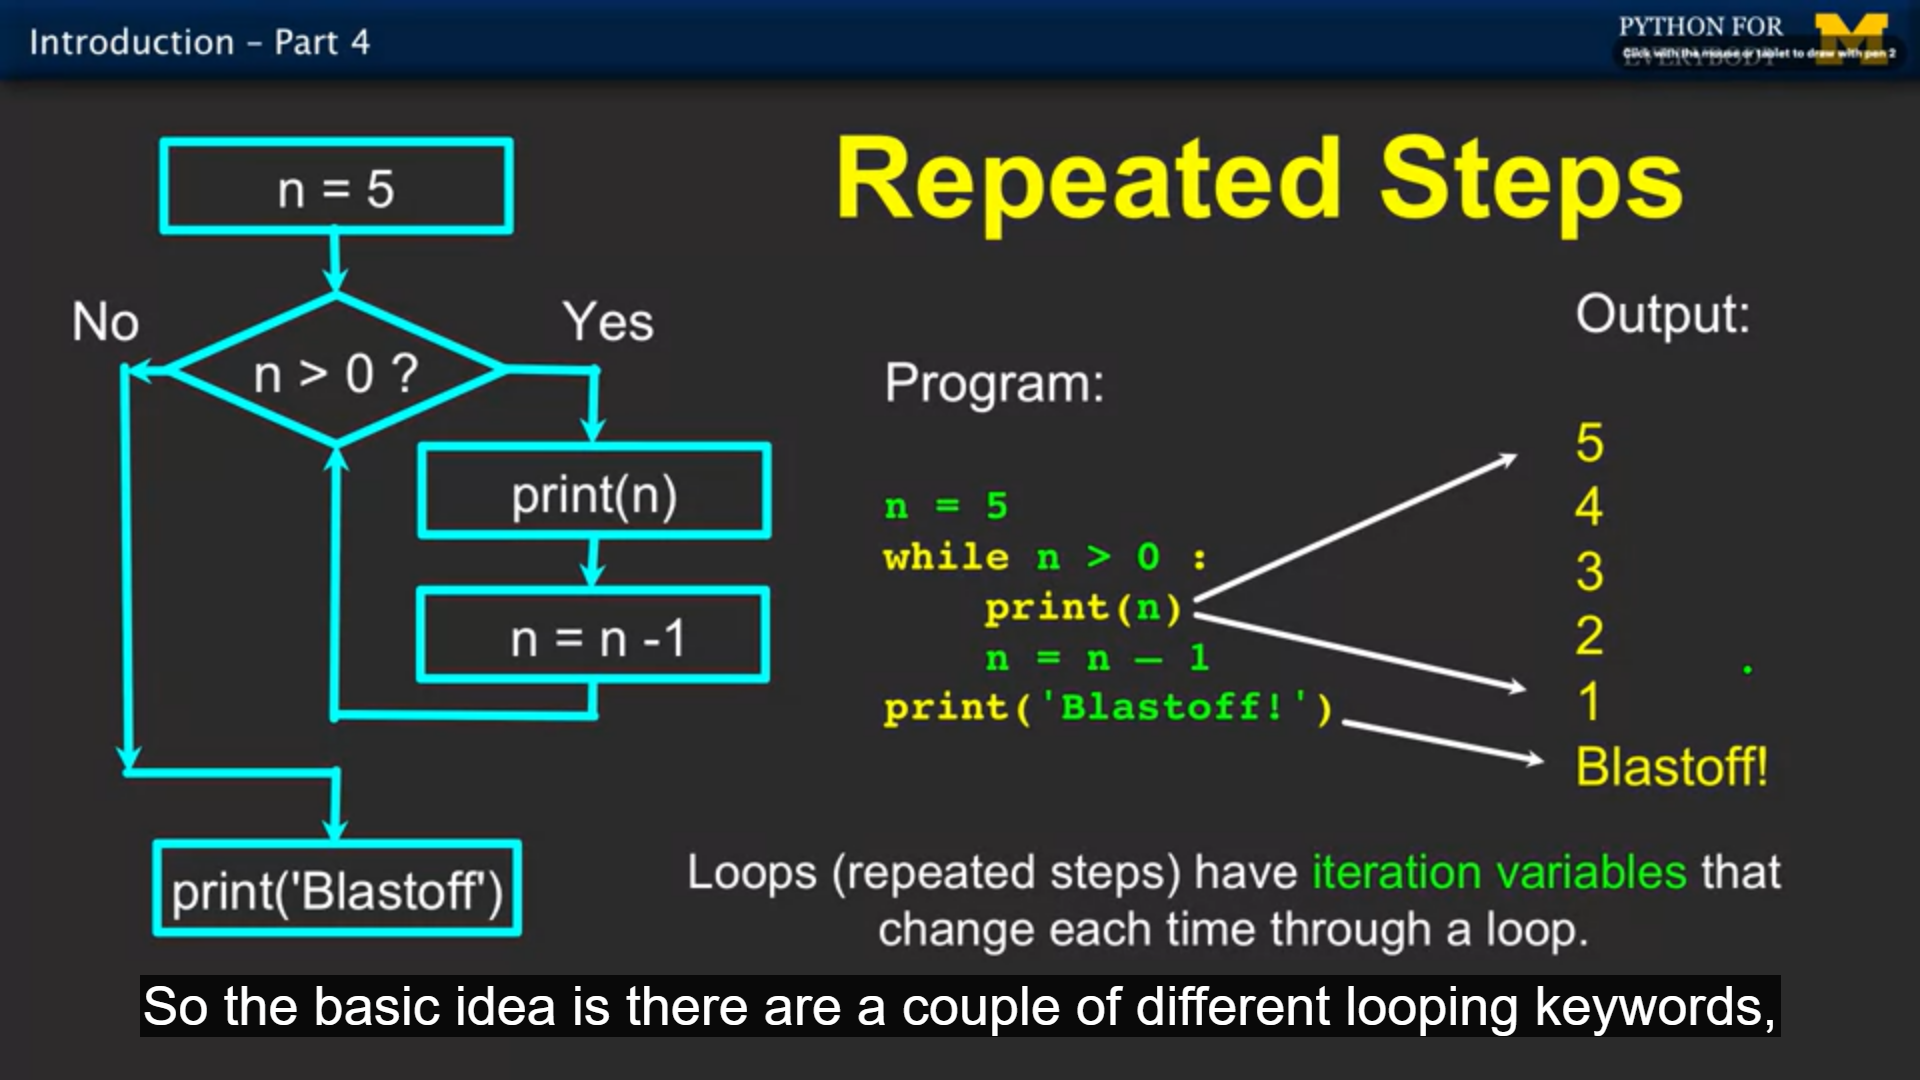 Introduction – Part 4
PYTHON FOR
EVERYBODY
Click with the mouse or tablet to draw with pen 2
Repeated Steps
n = 5
No
Yes
n > 0 ?
print(n)
n = n -1
print('Blastoff')
Program:
n = 5
while n > 0 :
print(n)
n = n – 1
print('Blastoff!')
Output:
5
4
3
2
1
Blastoff!
Loops (repeated steps) have iteration variables that
change each time through a loop.
So the basic idea is there are a couple of different looping keywords,